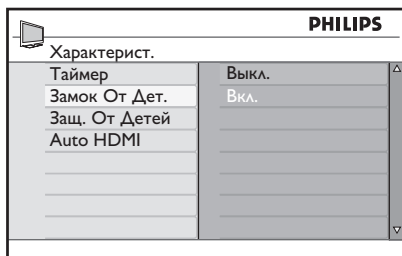 PHILIPS
Характерист.
Таймер
Выкл.
Замок От Дет.
Вкл.
Защ. От Детей
Auto HDMI